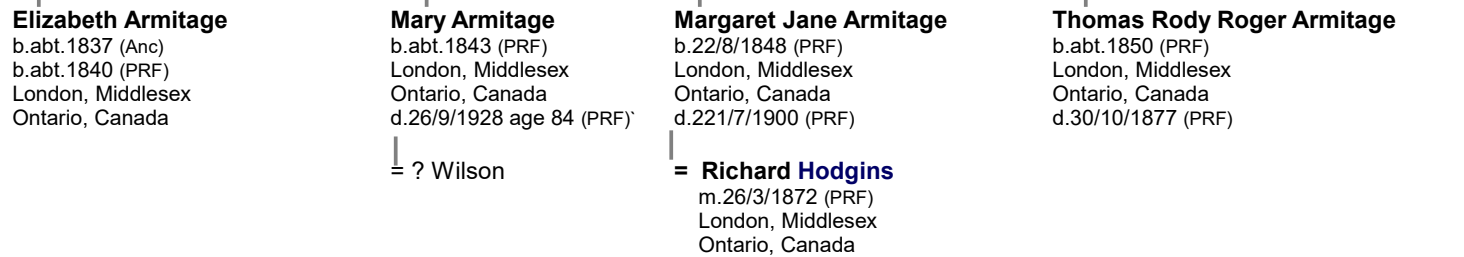 Elizabeth Armitage
b.abt.1837 (Anc)
b.abt.1840 (PRF)
London, Middlesex
Ontario, Canada
Mary Armitage
b.abt.1843 (PRF)
London, Middlesex
Ontario, Canada
d.26/9/1928 age 84 (PRF)`
= ? Wilson
Margaret Jane Armitage
b.22/8/1848 (PRF)
London, Middlesex
Ontario, Canada
d.221/7/1900 (PRF)
= Richard Hodgins
m.26/3/1872 (PRF)
London, Middlesex
Ontario, Canada
Thomas Rody Roger Armitage
b.abt.1850 (PRF)
London, Middlesex
Ontario, Canada
d.30/10/1877 (PRF)